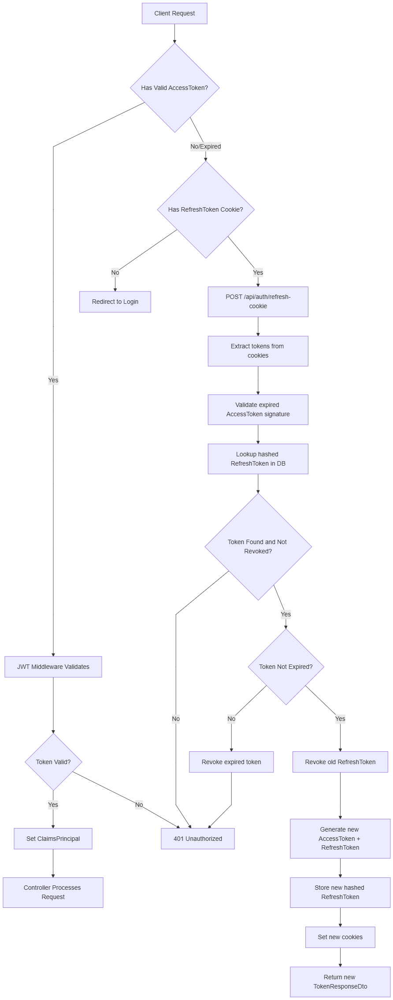 Client Request
Has Valid AccessToken?
No/Expired
Has RefreshToken Cookie?
No
Yes
Redirect to Login
POST /api/auth/refresh-
cookie
Extract tokens from
cookies
Yes
Validate expired
AccessToken signature
Lookup hashed
RefreshToken in DB
Token Found and Not
Revoked?
Yes
JWT Middleware Validates
Token Not Expired?
No
No
Yes
Token Valid?
Revoke expired token
Revoke old RefreshToken
Yes
No
Set ClaimsPrincipal
401 Unauthorized
Generate new
AccessToken +
RefreshToken
Controller Processes
Request
Store new hashed
RefreshToken
Set new cookies
Return new
TokenResponseDto